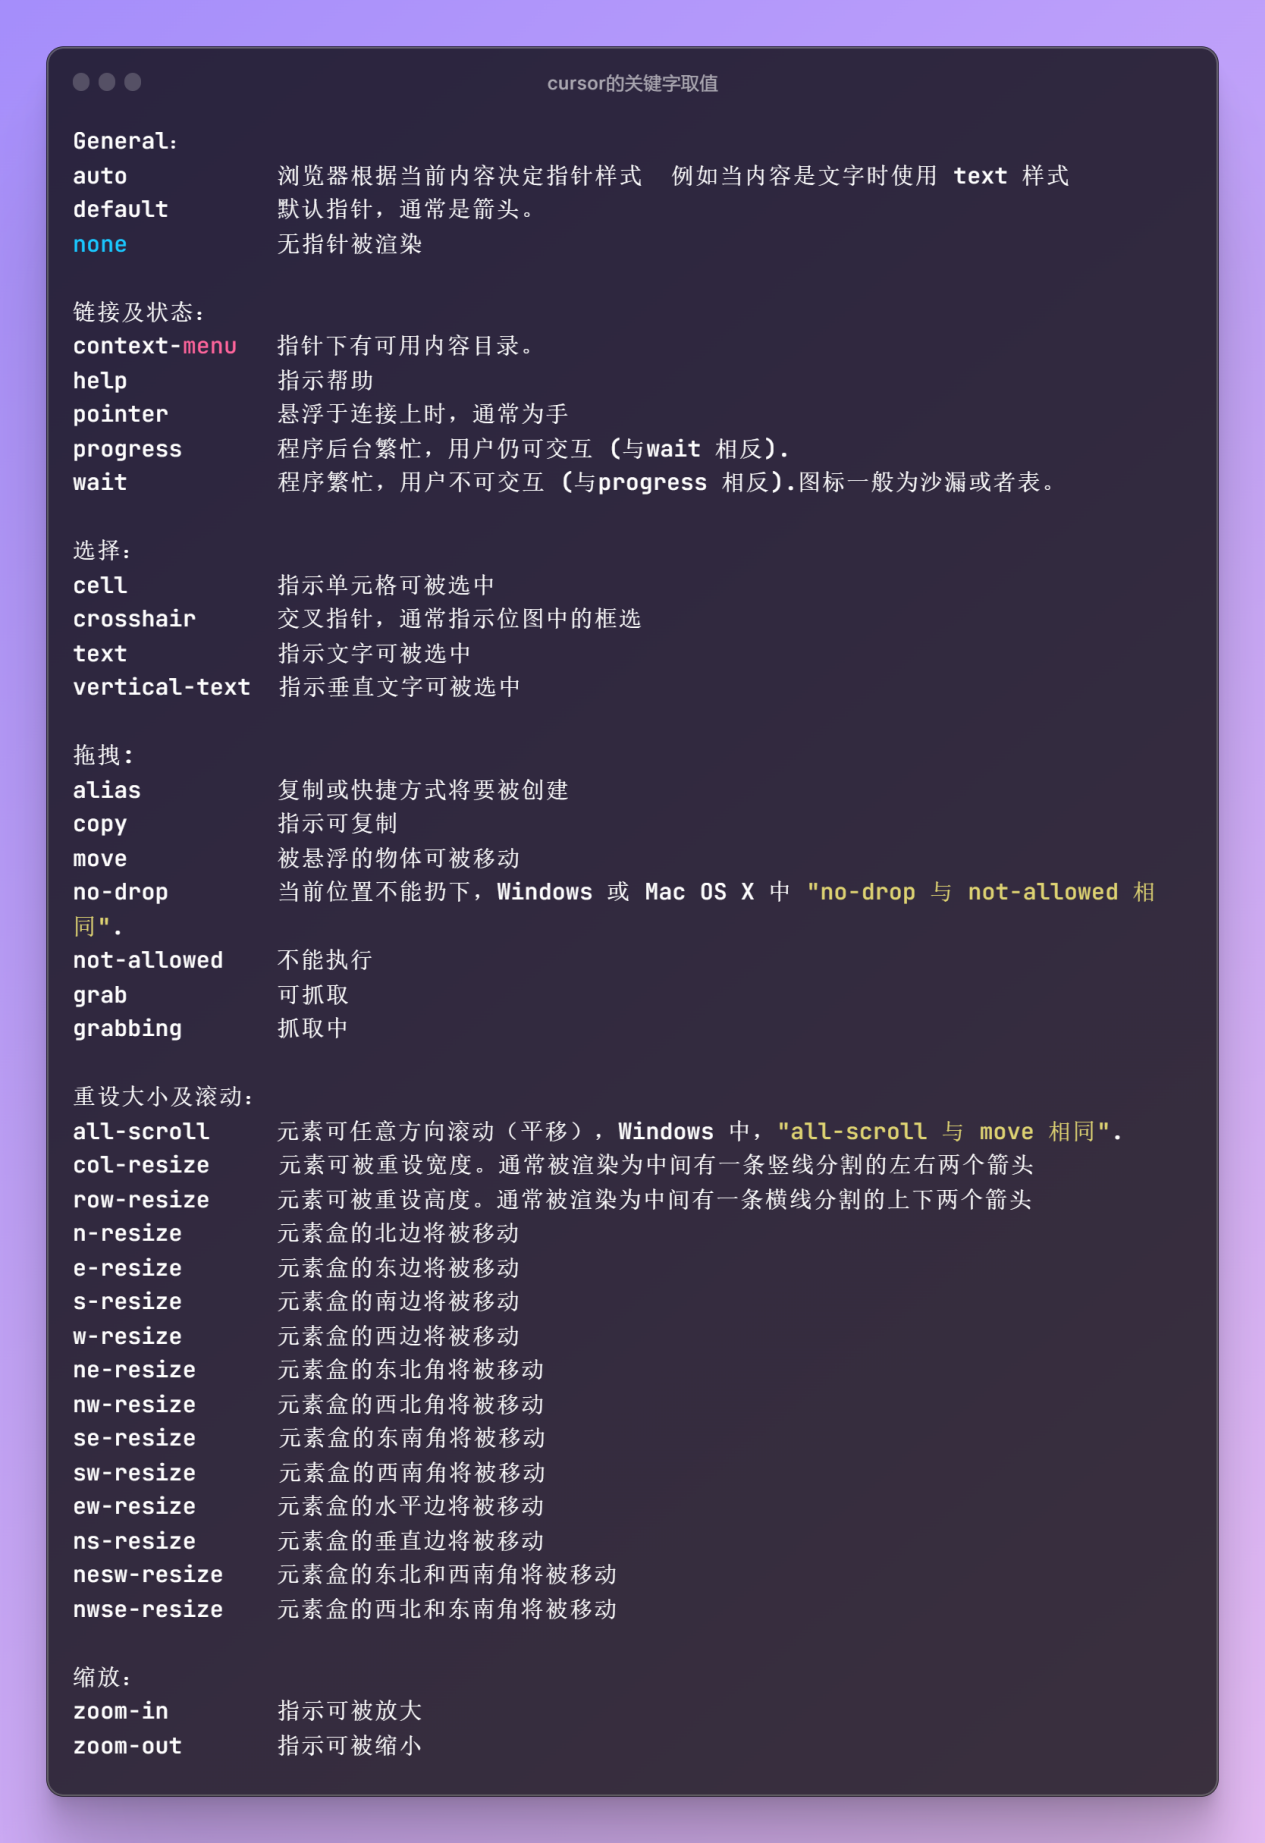 cursor的关键字取值
General：
auto 浏览器根据当前内容决定指针样式 例如当内容是文字时使用 text 样式
default 默认指针，通常是箭头。
none 无指针被渲染
链接及状态：
context-menu 指针下有可用内容目录。
help 指示帮助
pointer 悬浮于连接上时，通常为手
progress 程序后台繁忙，用户仍可交互 (与wait 相反).
wait 程序繁忙，用户不可交互 (与progress 相反).图标一般为沙漏或者表。
选择：
cell 指示单元格可被选中
crosshair 交叉指针，通常指示位图中的框选
text 指示文字可被选中
vertical-text 指示垂直文字可被选中
拖拽:
alias 复制或快捷方式将要被创建
copy 指示可复制
move 被悬浮的物体可被移动
no-drop 当前位置不能扔下，Windows 或 Mac OS X 中 "no-drop 与 not-allowed 相
同".
not-allowed 不能执行
grab 可抓取
grabbing 抓取中
重设大小及滚动：
all-scroll 元素可任意方向滚动（平移），Windows 中，"all-scroll 与 move 相同".
col-resize 元素可被重设宽度。通常被渲染为中间有一条竖线分割的左右两个箭头
row-resize 元素可被重设高度。通常被渲染为中间有一条横线分割的上下两个箭头
n-resize 元素盒的北边将被移动
e-resize 元素盒的东边将被移动
s-resize 元素盒的南边将被移动
w-resize 元素盒的西边将被移动
ne-resize 元素盒的东北角将被移动
nw-resize 元素盒的西北角将被移动
se-resize 元素盒的东南角将被移动
sw-resize 元素盒的西南角将被移动
ew-resize 元素盒的水平边将被移动
ns-resize 元素盒的垂直边将被移动
nesw-resize 元素盒的东北和西南角将被移动
nwse-resize 元素盒的西北和东南角将被移动
缩放：
zoom-in 指示可被放大
zoom-out 指示可被缩小